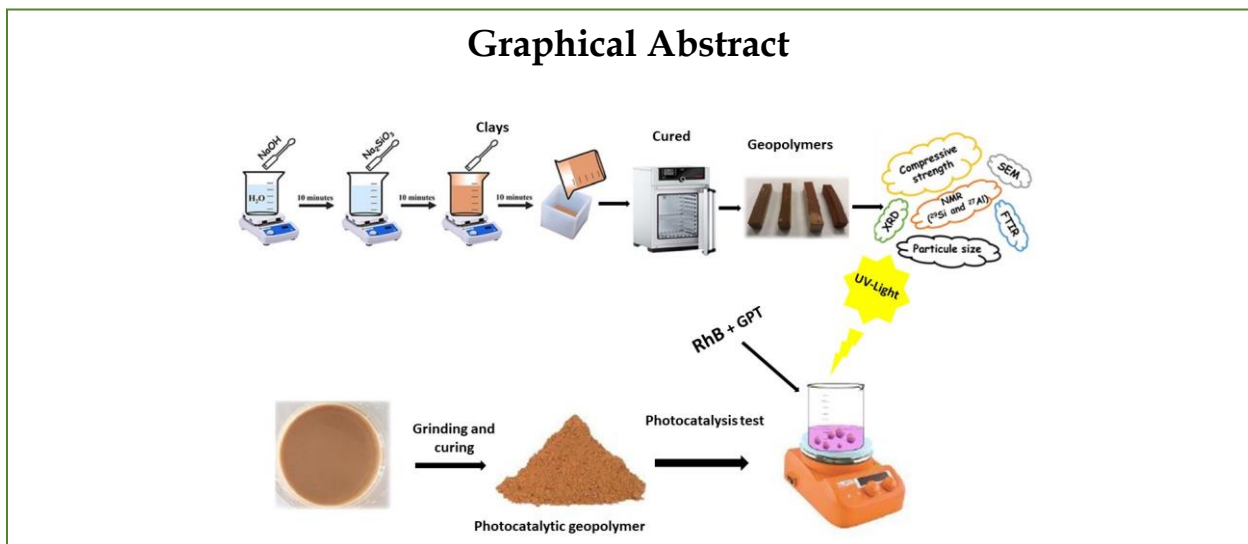 Graphical Abstract
NaOH
H₂O
10 minutes
Na₂SiO₃
10 minutes
Clays
10 minutes
Cured
Geopolymers
Compressive
strength
SEM
XRD
NMR
(²⁹Si and ²⁷Al)
FTIR
Particule size
UV-Light
RhB + GPT
Grinding and
curing
Photocatalytic geopolymer
Photocatalysis test